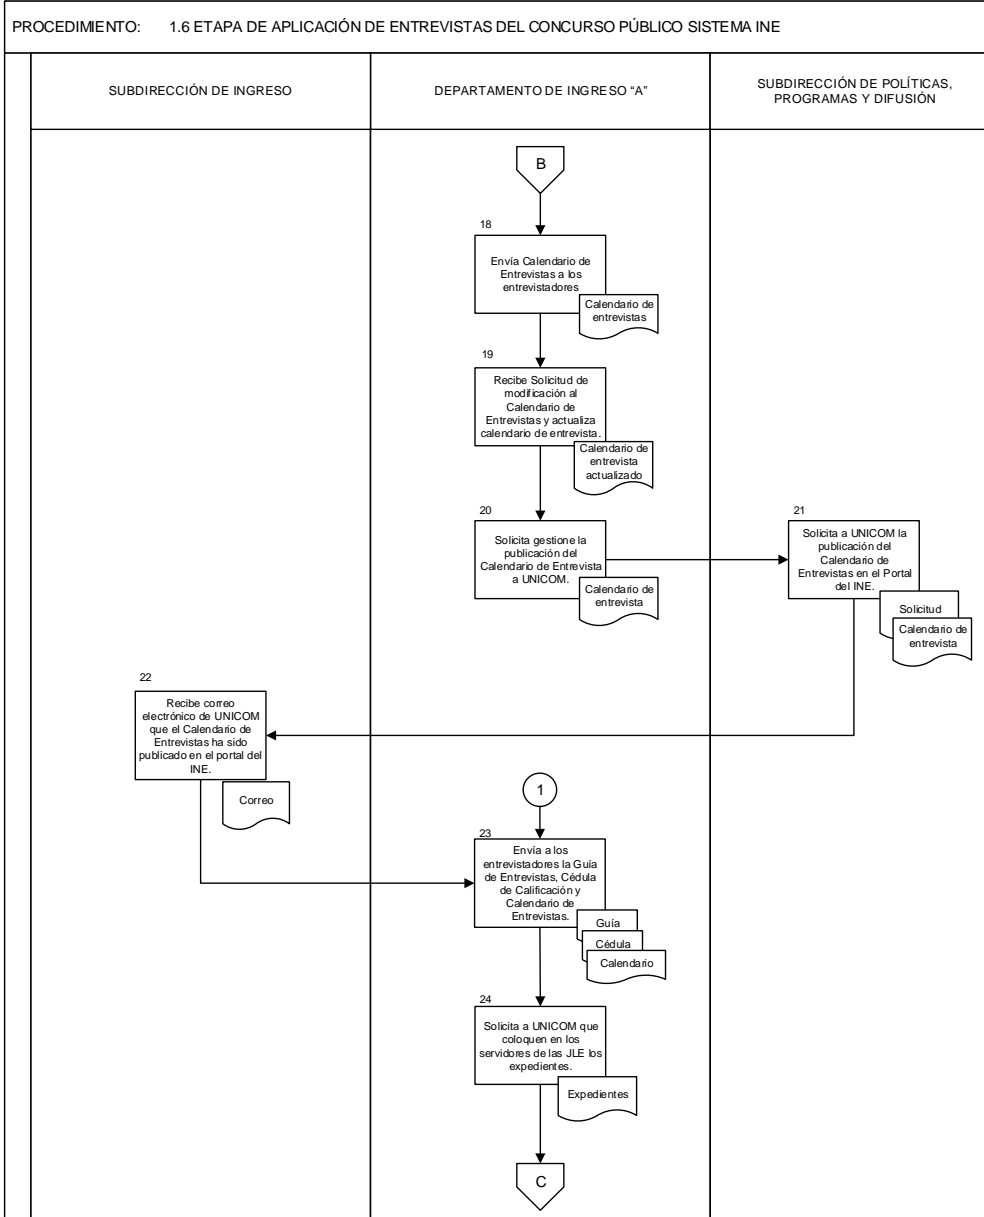 PROCEDIMIENTO: 1.6 ETAPA DE APLICACIÓN DE ENTREVISTAS DEL CONCURSO PÚBLICO SISTEMA INE
SUBDIRECCIÓN DE INGRESO
DEPARTAMENTO DE INGRESO “A”
SUBDIRECCIÓN DE POLÍTICAS,
PROGRAMAS Y DIFUSIÓN
B
18
Envía Calendario de
Entrevistas a los
entrevistadores
Calendario de
entrevistas
19
Recibe Solicitud de
modificación al
Calendario de
Entrevistas y actualiza
calendario de entrevista.
Calendario de
entrevista
actualizado
20
Solicita gestione la
publicación del
Calendario de Entrevista
a UNICOM.
Calendario de
entrevista
21
Solicita a UNICOM la
publicación del
Calendario de
Entrevistas en el Portal
del INE.
Solicitud
Calendario de
entrevista
22
Recibe correo
electrónico de UNICOM
que el Calendario de
Entrevistas ha sido
publicado en el portal del
INE.
Correo
1
23
Envía a los
entrevistadores la Guía
de Entrevistas, Cédula
de Calificación y
Calendario de
Entrevistas.
Guía
Cédula
Calendario
24
Solicita a UNICOM que
coloquen en los
servidores de las JLE los
expedientes.
Expedientes
C